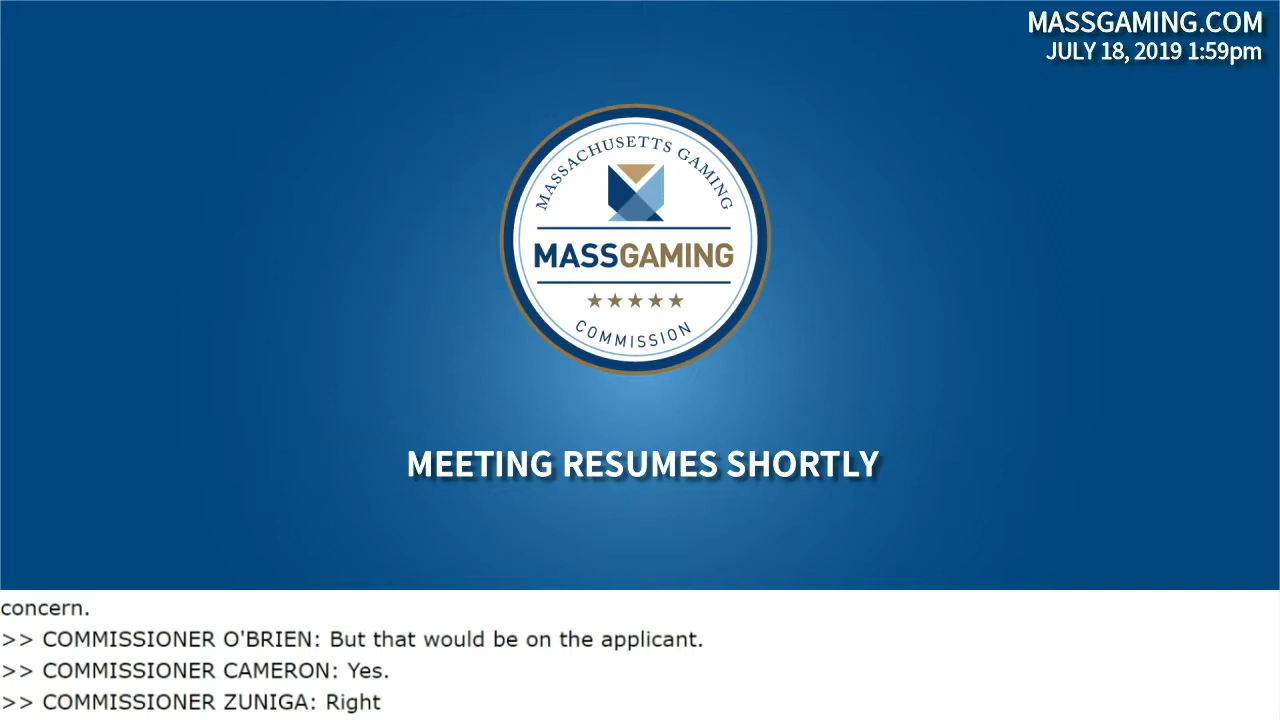 MASSGAMING.COM
JULY 18, 2019 1:59pm
MASSACHUSETTS GAMING
MASSGAMING
COMMISSION
MEETING RESUMES SHORTLY
concern.
>> COMMISSIONER O'BRIEN: But that would be on the applicant.
>> COMMISSIONER CAMERON: Yes.
>> COMMISSIONER ZUNIGA: Right